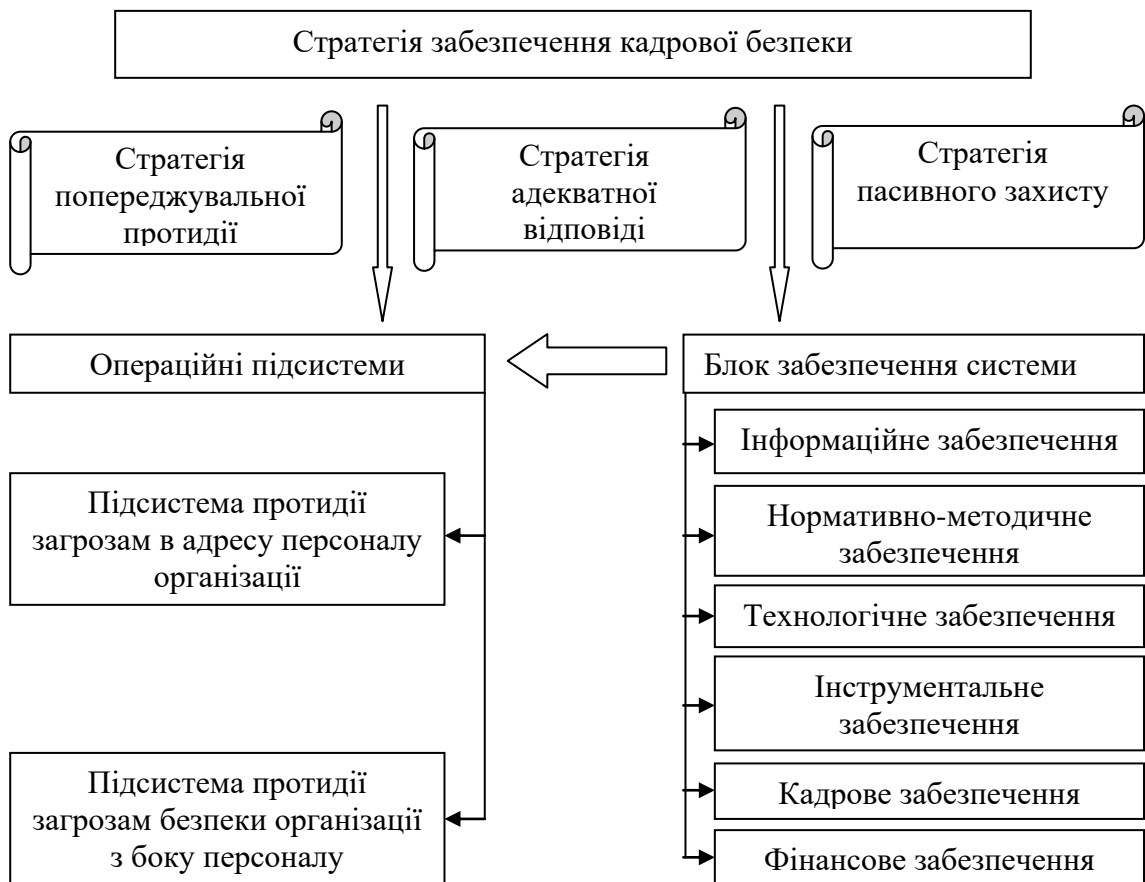 Стратегія забезпечення кадрової безпеки
Стратегія
попереджувальної
протидії
Стратегія
адекватної
відповіді
Стратегія
пасивного захисту
Операційні підсистеми
Підсистема протидії
загрозам в адресу персоналу
організації
Підсистема протидії
загрозам безпеки організації
з боку персоналу
Блок забезпечення системи
Інформаційне забезпечення
Нормативно-методичне
забезпечення
Технологічне забезпечення
Інструментальне
забезпечення
Кадрове забезпечення
Фінансове забезпечення